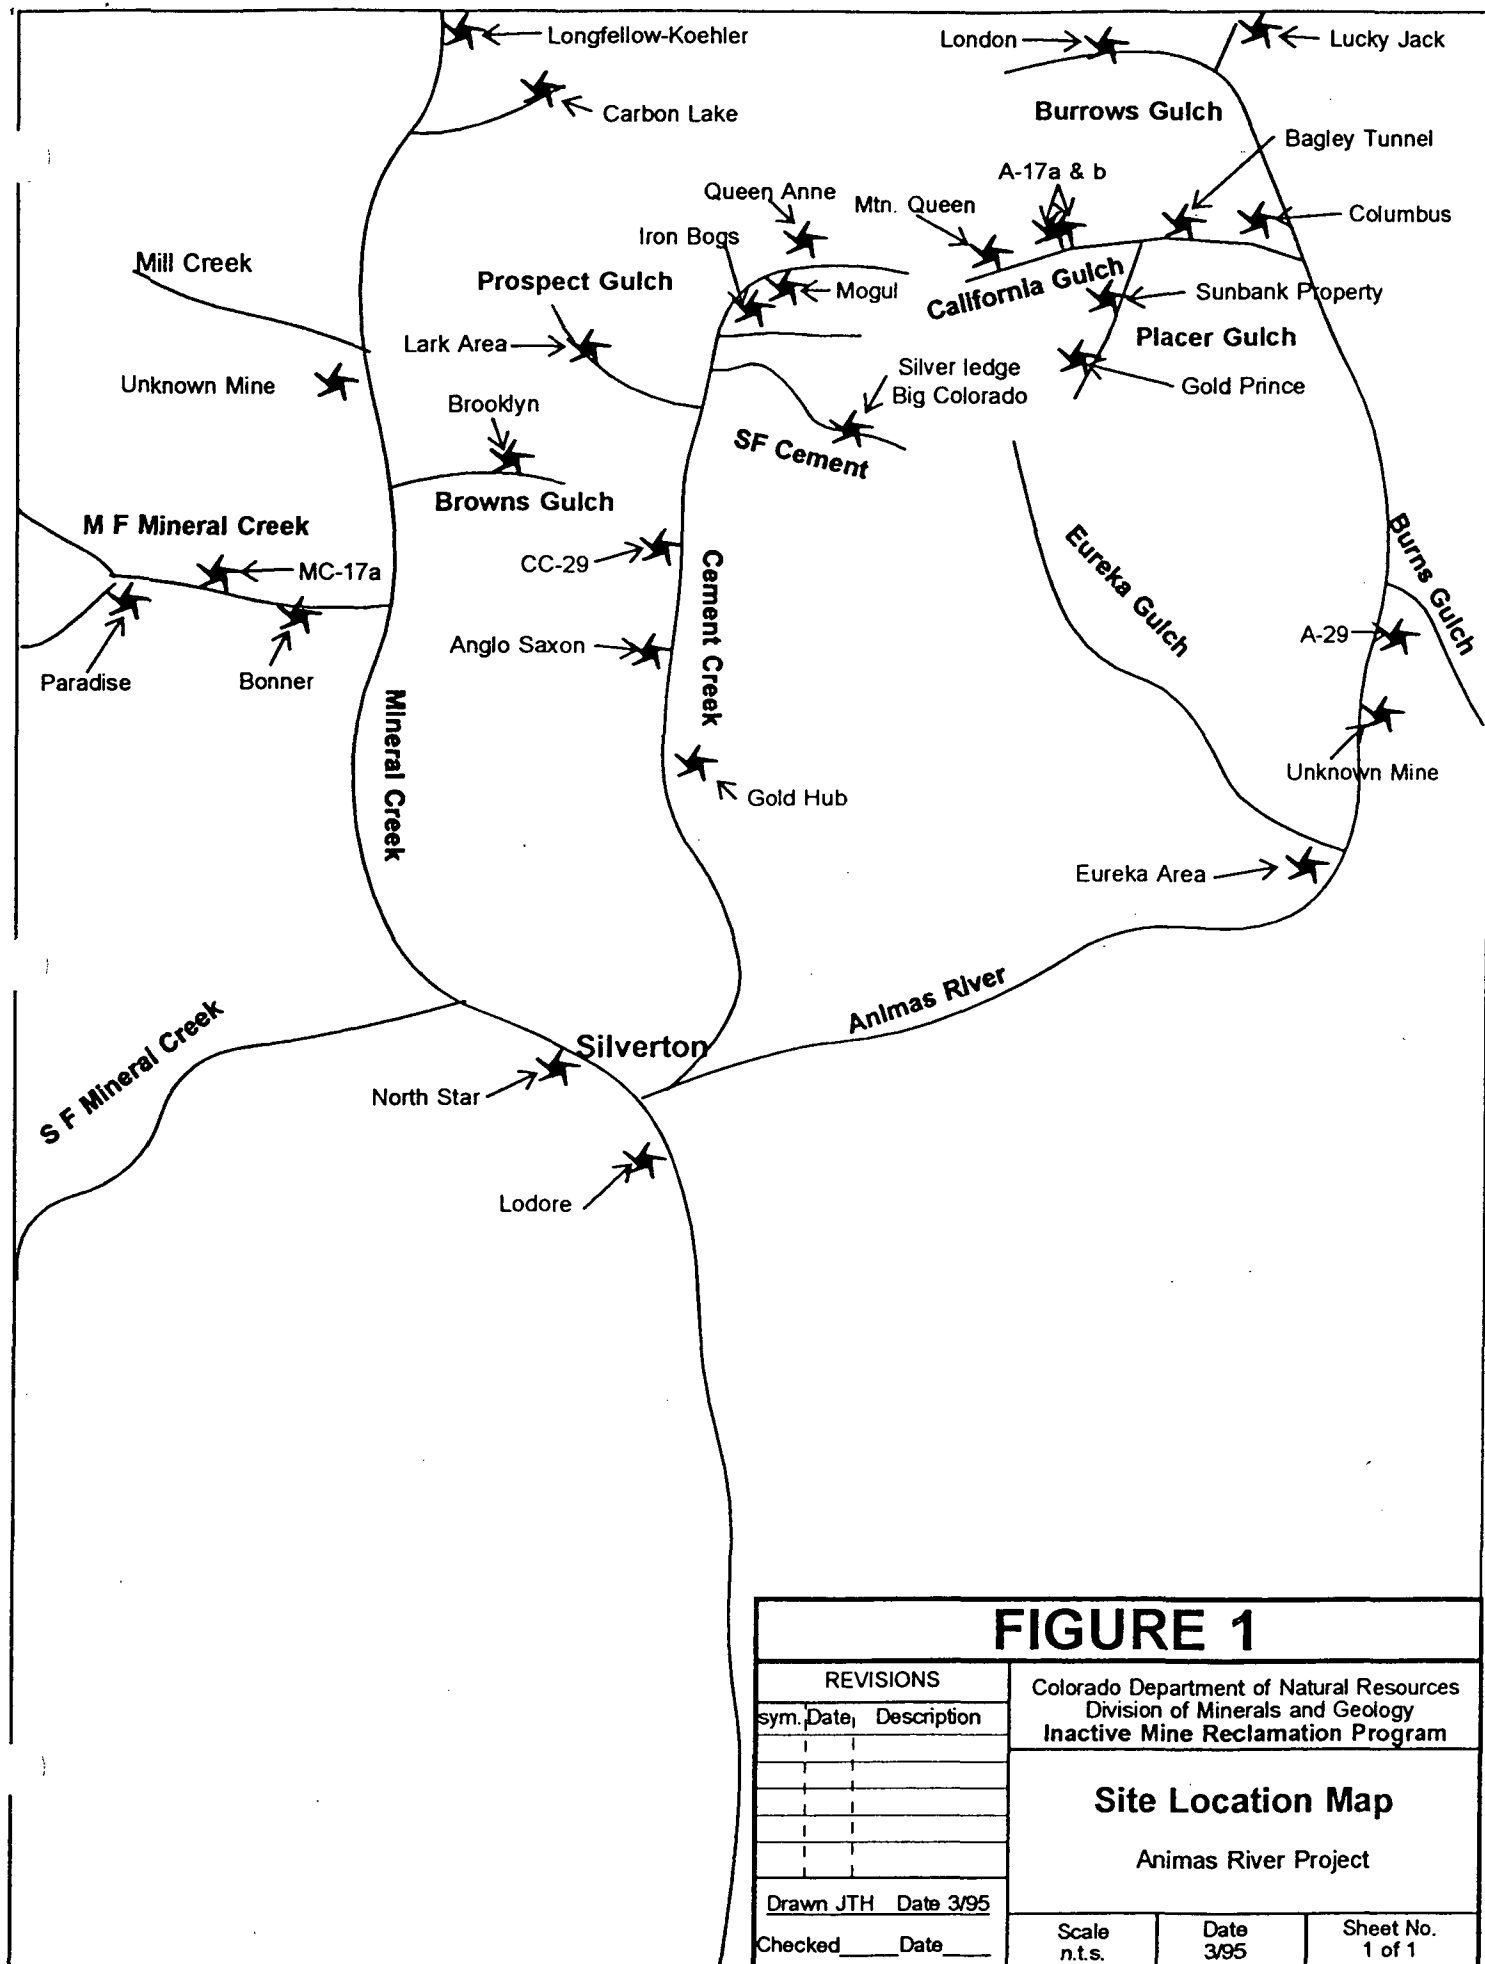 Longfellow-Koehler
London
Lucky Jack
Carbon Lake
Burrows Gulch
Bagley Tunnel
A-17a & b
Queen Anne
Mtn. Queen
Columbus
Iron Bogs
Mill Creek
Prospect Gulch
Mogul
California Gulch
Sunbank Property
Lark Area
Placer Gulch
Unknown Mine
Silver ledge
Big Colorado
Gold Prince
Brooklyn
SF Cement
Browns Gulch
M F Mineral Creek
CC-29
MC-17a
Cement Creek
Eureka Gulch
Burns Gulch
A-29
Anglo Saxon
Paradise
Bonner
Mineral Creek
Unknown Mine
Gold Hub
Eureka Area
Animas River
S F Mineral Creek
Silverton
North Star
Lodore
FIGURE 1
REVISIONS
sym. Date Description
Colorado Department of Natural Resources
Division of Minerals and Geology
Inactive Mine Reclamation Program
Site Location Map
Animas River Project
Drawn JTH Date 3/95
Checked____ Date____
Scale
n.t.s.
Date
3/95
Sheet No.
1 of 1